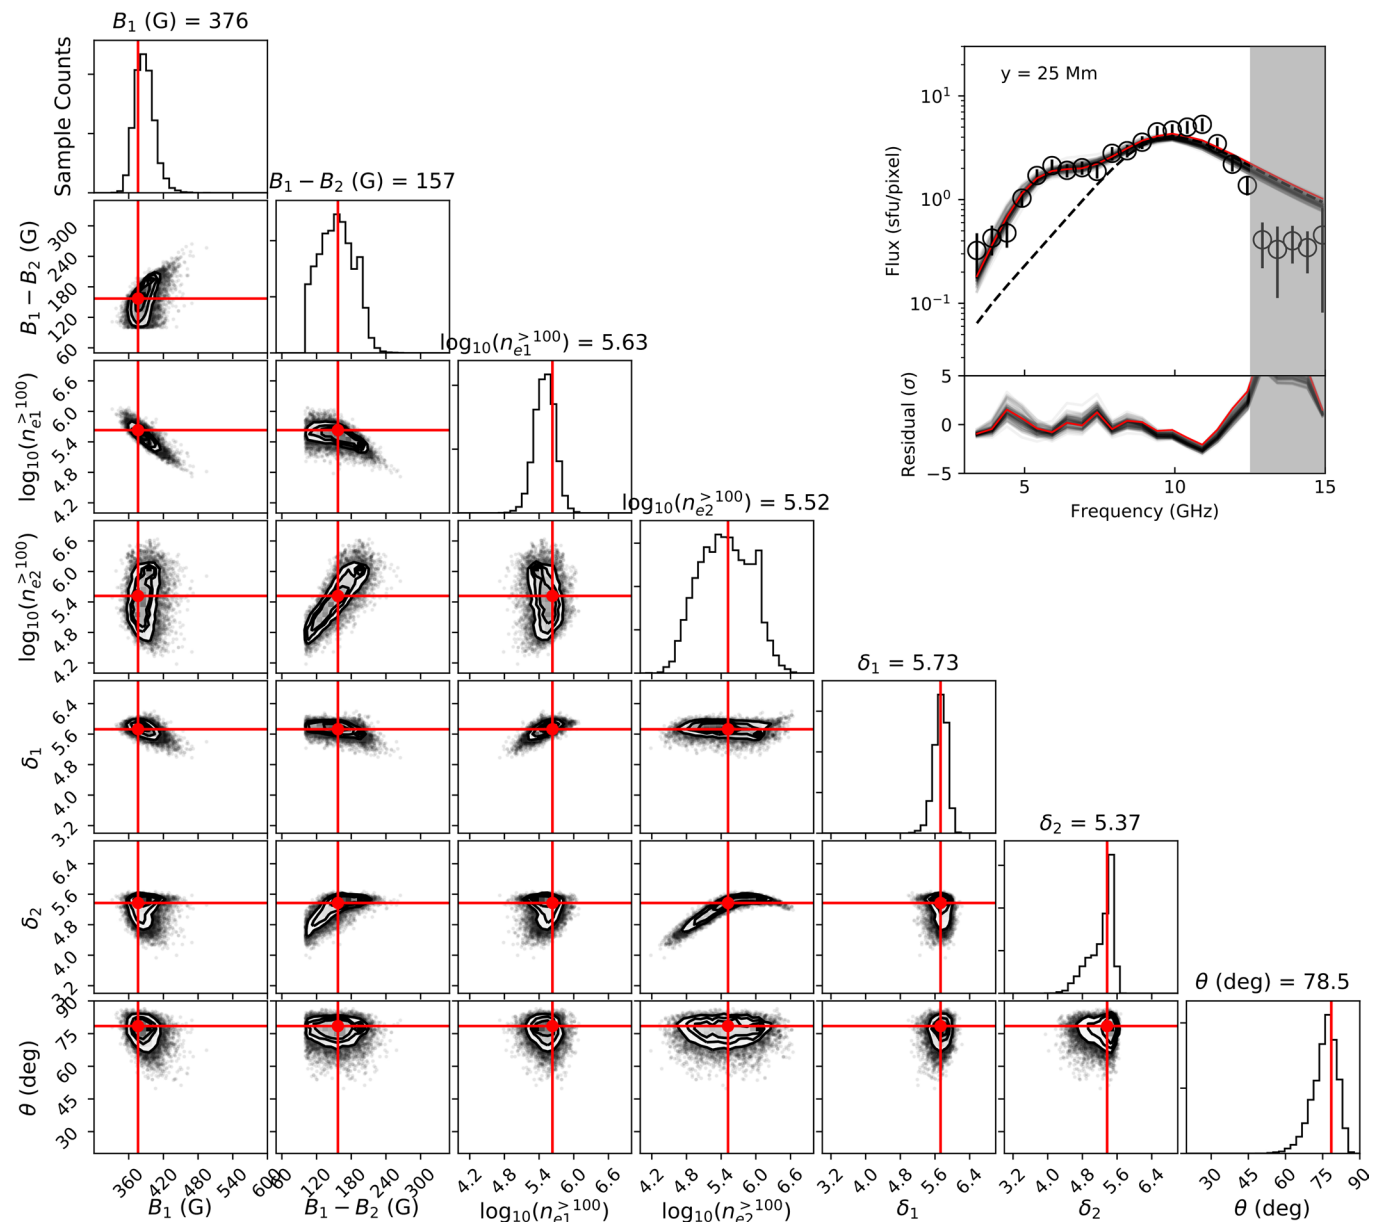 B₁ (G) = 376
Sample Counts
y = 25 Mm
10¹
10⁰
10⁻¹
Flux (sfu/pixel)
B₁ − B₂ (G) = 157
B₁ − B₂ (G)
300
240
180
120
60
log₁₀(nₑ₁^>100) = 5.63
5
0
−5
Residual (σ)
5
10
15
Frequency (GHz)
log₁₀(nₑ₁^>100)
6.6
6.0
5.4
4.8
4.2
log₁₀(nₑ₂^>100) = 5.52
log₁₀(nₑ₂^>100)
6.6
6.0
5.4
4.8
4.2
δ₁ = 5.73
δ₁
6.4
5.6
4.8
4.0
3.2
δ₂ = 5.37
δ₂
6.4
5.6
4.8
4.0
3.2
θ (deg) = 78.5
θ (deg)
90
75
60
45
30
360 420 480 540 600
60 120 180 240 300
4.2 4.8 5.4 6.0 6.6
4.2 4.8 5.4 6.0 6.6
3.2 4.0 4.8 5.6 6.4
3.2 4.0 4.8 5.6 6.4
30 45 60 75 90
B₁ (G)
B₁ − B₂ (G)
log₁₀(nₑ₁^>100)
log₁₀(nₑ₂^>100)
δ₁
δ₂
θ (deg)